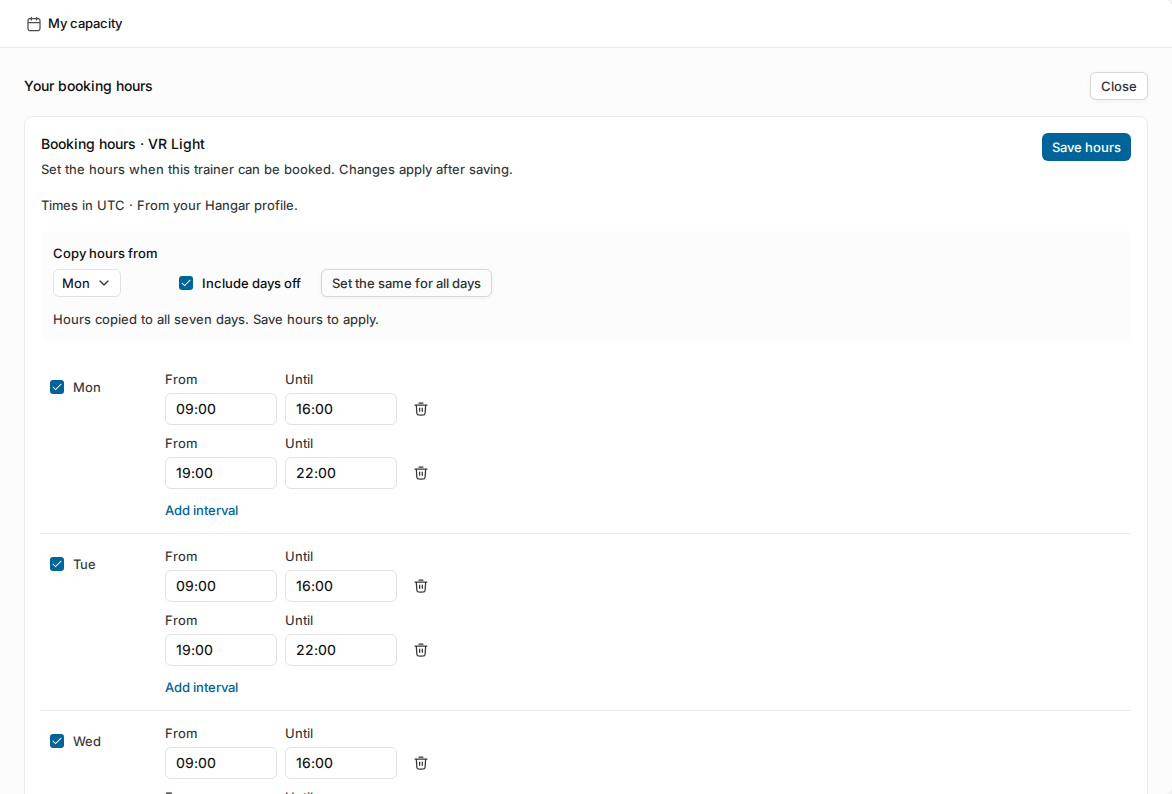 My capacity
Your booking hours
Close
Booking hours · VR Light
Save hours
Set the hours when this trainer can be booked. Changes apply after saving.
Times in UTC · From your Hangar profile.
Copy hours from
Mon
Include days off
Set the same for all days
Hours copied to all seven days. Save hours to apply.
Mon
From Until
09:00 16:00
From Until
19:00 22:00
Add interval
Tue
From Until
09:00 16:00
From Until
19:00 22:00
Add interval
Wed
From Until
09:00 16:00